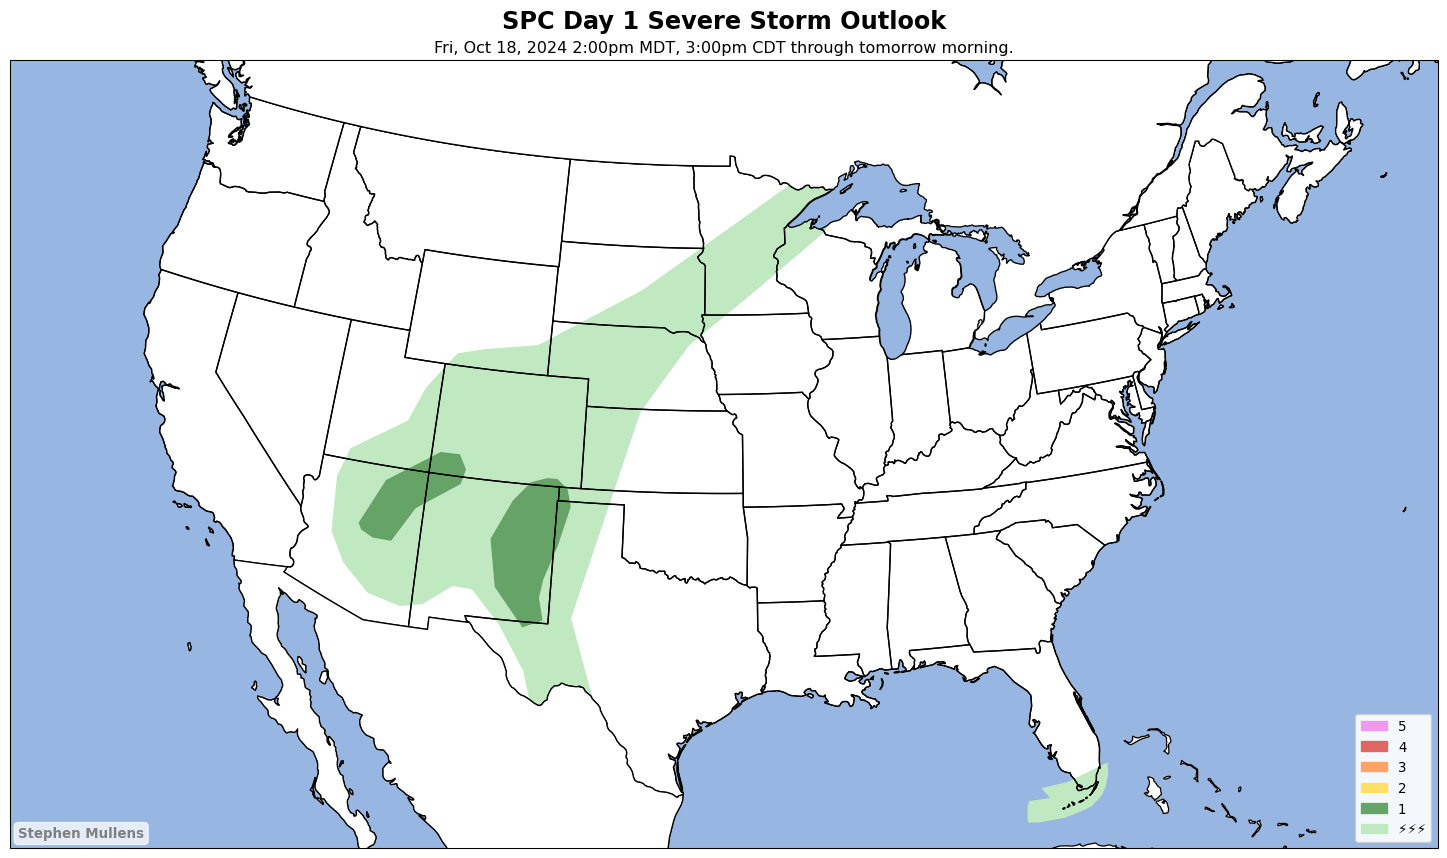 SPC Day 1 Severe Storm Outlook
Fri, Oct 18, 2024 2:00pm MDT, 3:00pm CDT through tomorrow morning.
5
4
3
2
1
⚡⚡⚡
Stephen Mullens